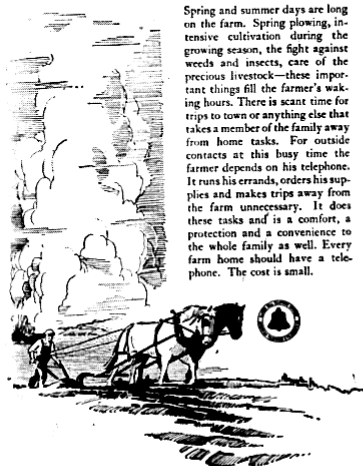 Spring and summer days are long
on the farm. Spring plowing, in-
tensive cultivation during the
growing season, the fight against
weeds and insects, care of the
precious livestock—these impor-
tant things fill the farmer's wak-
ing hours. There is scant time for
trips to town or anything else that
takes a member of the family away
from home tasks. For outside
contacts at this busy time the
farmer depends on his telephone.
It runs his errands, orders his sup-
plies and makes trips away from
the farm unnecessary. It does
these tasks and is a comfort, a
protection and a convenience to
the whole family as well. Every
farm home should have a tele-
phone. The cost is small.